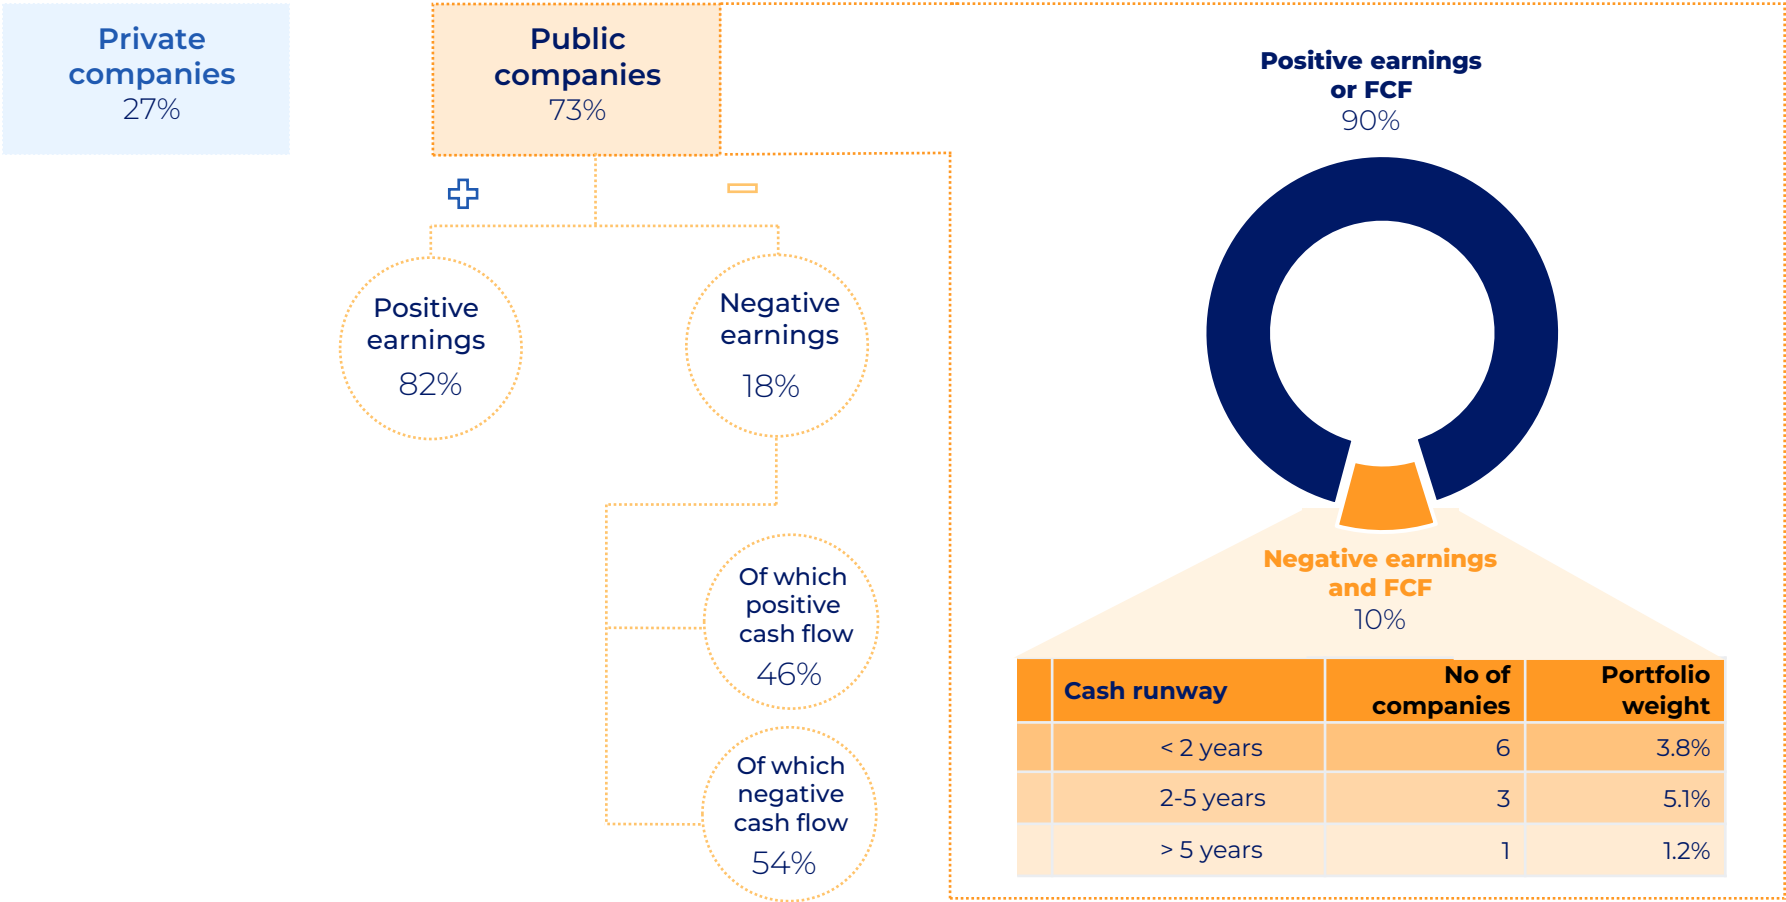 Private
companies
27%
Public
companies
73%
Positive
earnings
82%
Negative
earnings
18%
Of which
positive
cash flow
46%
Of which
negative
cash flow
54%
Positive earnings
or FCF
90%
Negative earnings
and FCF
10%
Cash runway No of companies Portfolio weight
< 2 years 6 3.8%
2-5 years 3 5.1%
> 5 years 1 1.2%